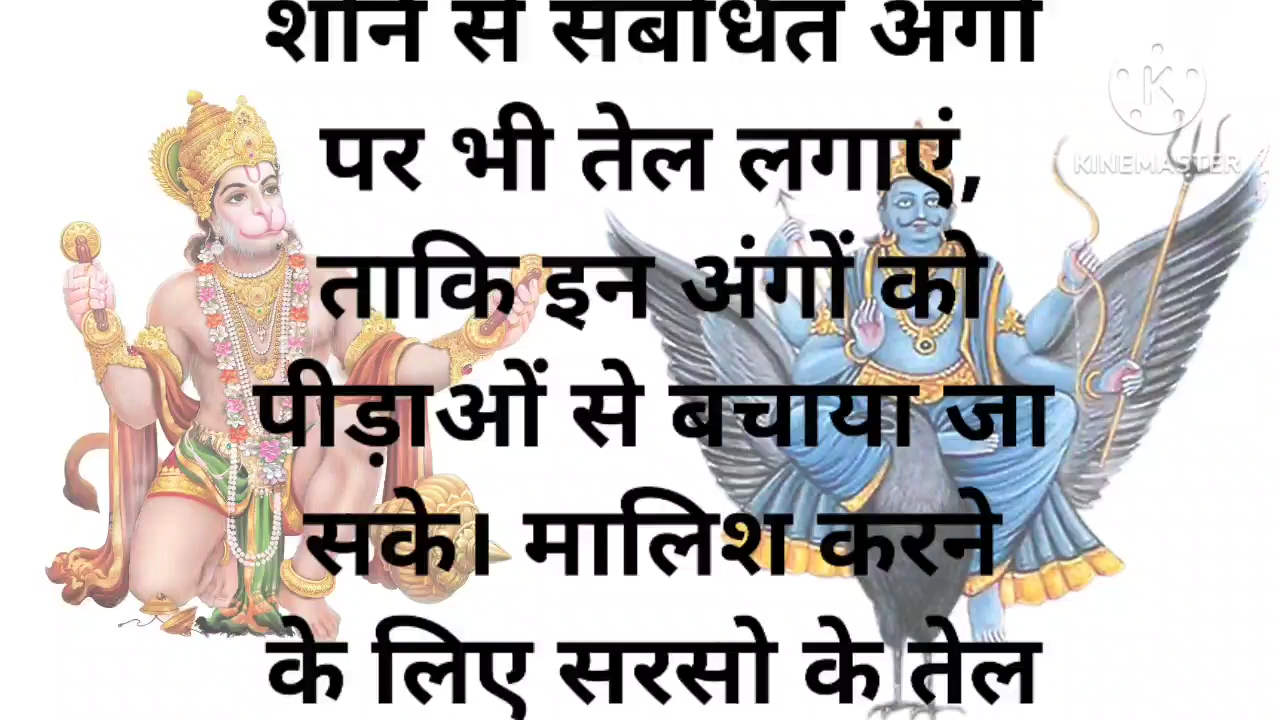 शनि से संबंधित अंगों
पर भी तेल लगाएं,
ताकि इन अंगों को
पीड़ाओं से बचाया जा
सके। मालिश करने
के लिए सरसो के तेल
K
KINEMASTER